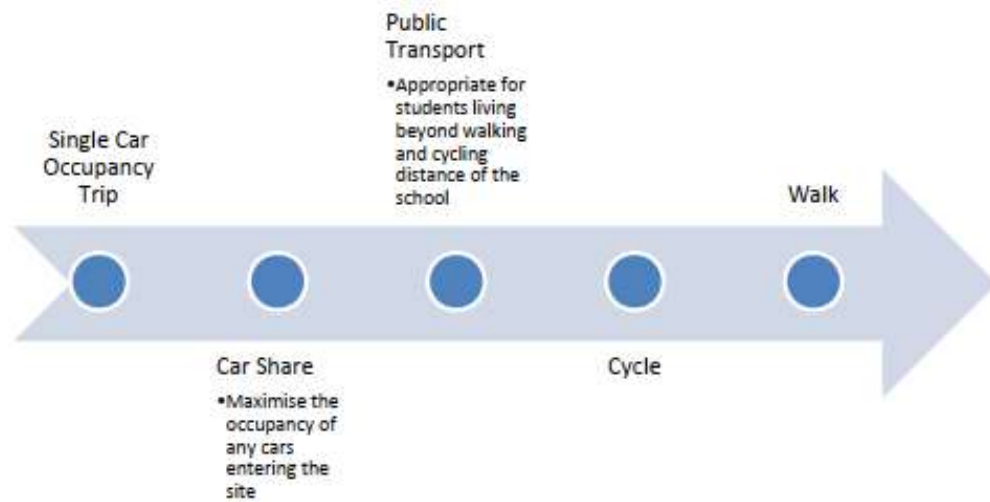 Single Car
Occupancy
Trip
Car Share
•Maximise the
occupancy of
any cars
entering the
site
Public
Transport
•Appropriate for
students living
beyond walking
and cycling
distance of the
school
Cycle
Walk